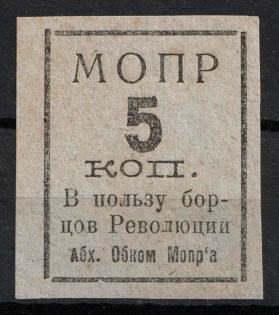 МОПР
5
коп.
В пользу бор-
цов Революции
Абх. Обком Мопр'а